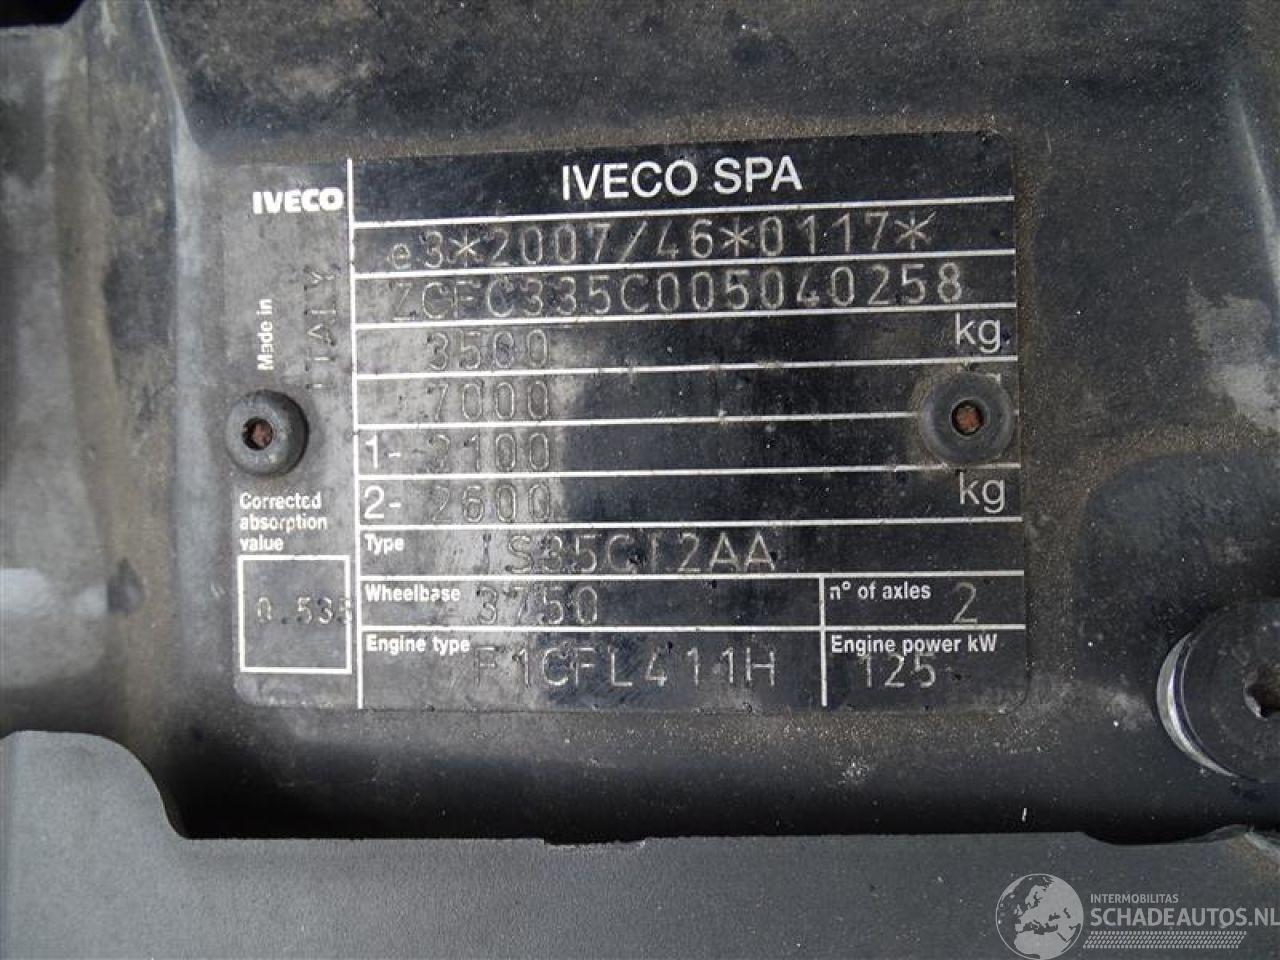 IVECO SPA
IVECO
Made in ITALY
e3*2007/46*0117*
ZCFC335C005040258
3500 kg
7000
1- 2100
2- 2600 kg
Corrected
absorption
value
0.535
Type IS35CI2AA
Wheelbase 3750 n° of axles 2
Engine type F1CFL411H Engine power kW 125
INTERMOBILITAS
SCHADEAUTOS.NL